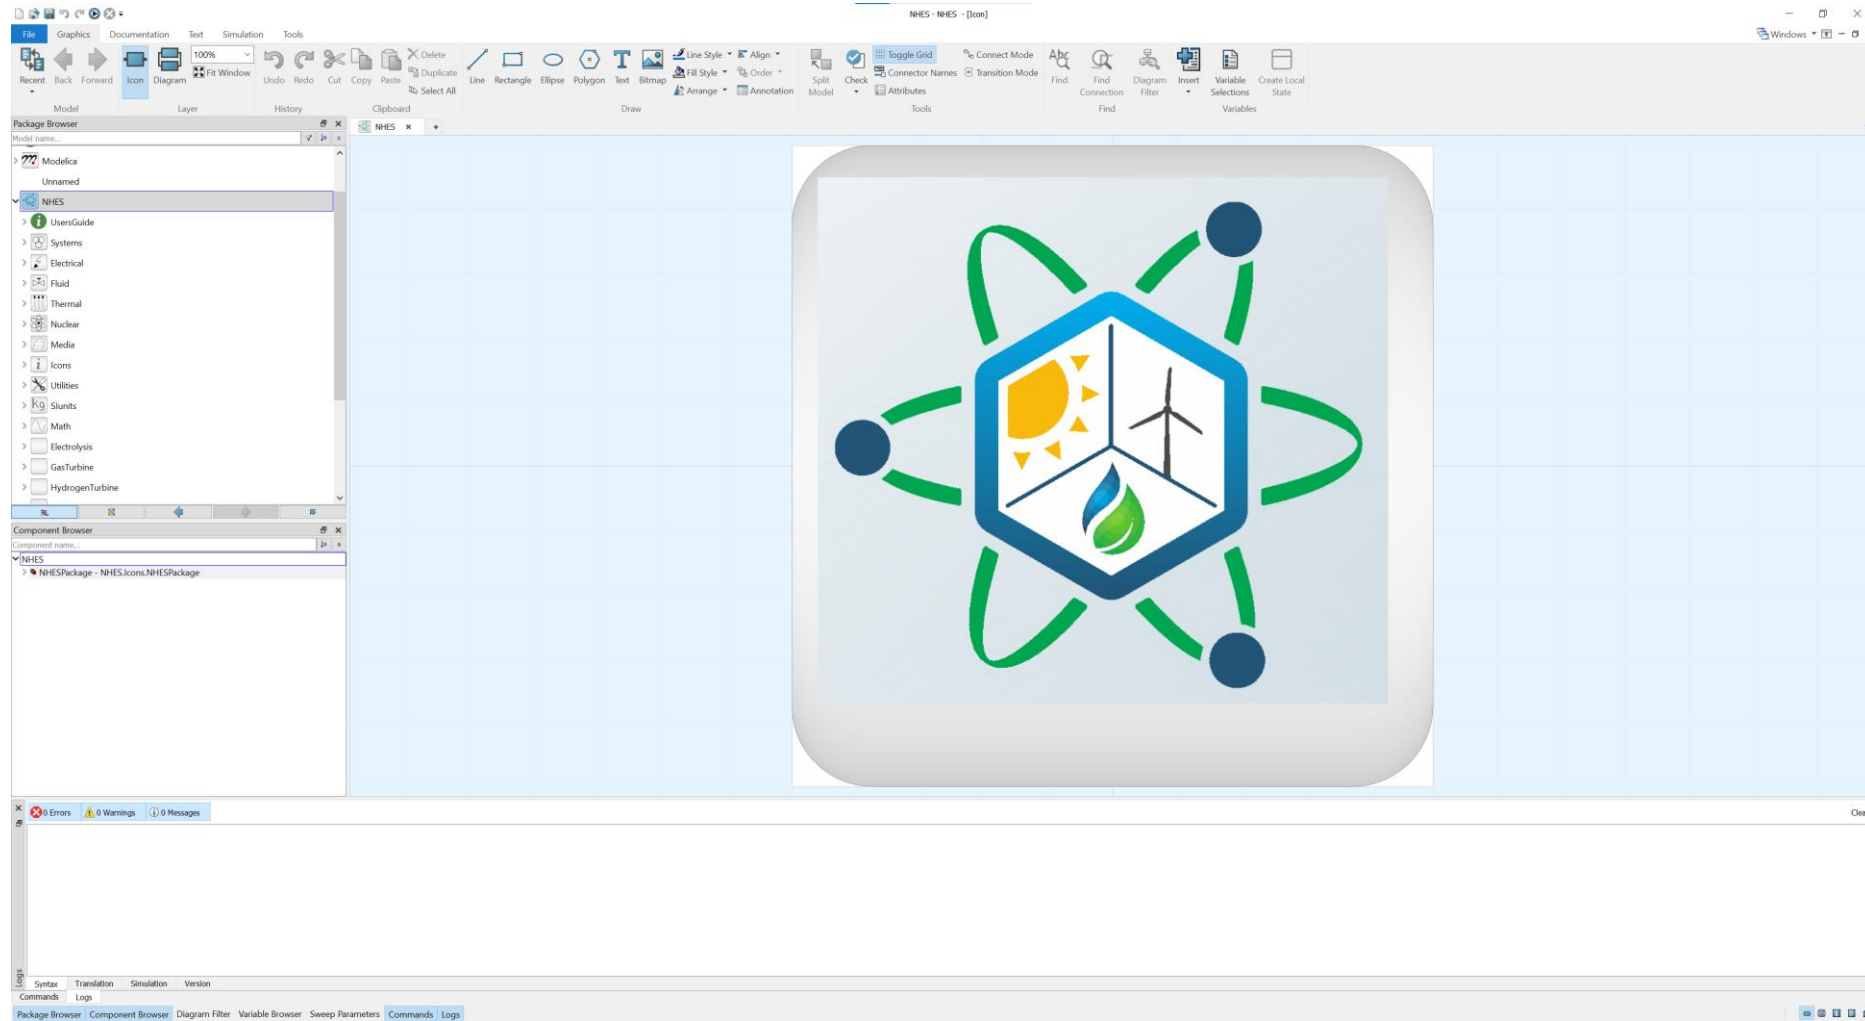 NHES - NHES - [Icon]
File Graphics Documentation Text Simulation Tools
Windows
Recent Back Forward Icon Diagram 100% Fit Window Undo Redo Cut Copy Paste Delete Duplicate Select All Line Rectangle Ellipse Polygon Text Bitmap Line Style Fill Style Arrange Align Order Annotation Split Model Check Toggle Grid Connector Names Attributes Connect Mode Transition Mode Find Find Connection Diagram Filter Insert Variable Selections Create Local State
Model Layer History Clipboard Draw Tools Find Variables
Package Browser
NHES
Model name...
Modelica
Unnamed
NHES
UsersGuide
Systems
Electrical
Fluid
Thermal
Nuclear
Media
Icons
Utilities
Kg SIunits
Math
Electrolysis
GasTurbine
HydrogenTurbine
Component Browser
Component name...
NHES
NHESPackage - NHES.Icons.NHESPackage
0 Errors 0 Warnings 0 Messages
Logs
Syntax Translation Simulation Version
Commands Logs
Package Browser Component Browser Diagram Filter Variable Browser Sweep Parameters Commands Logs